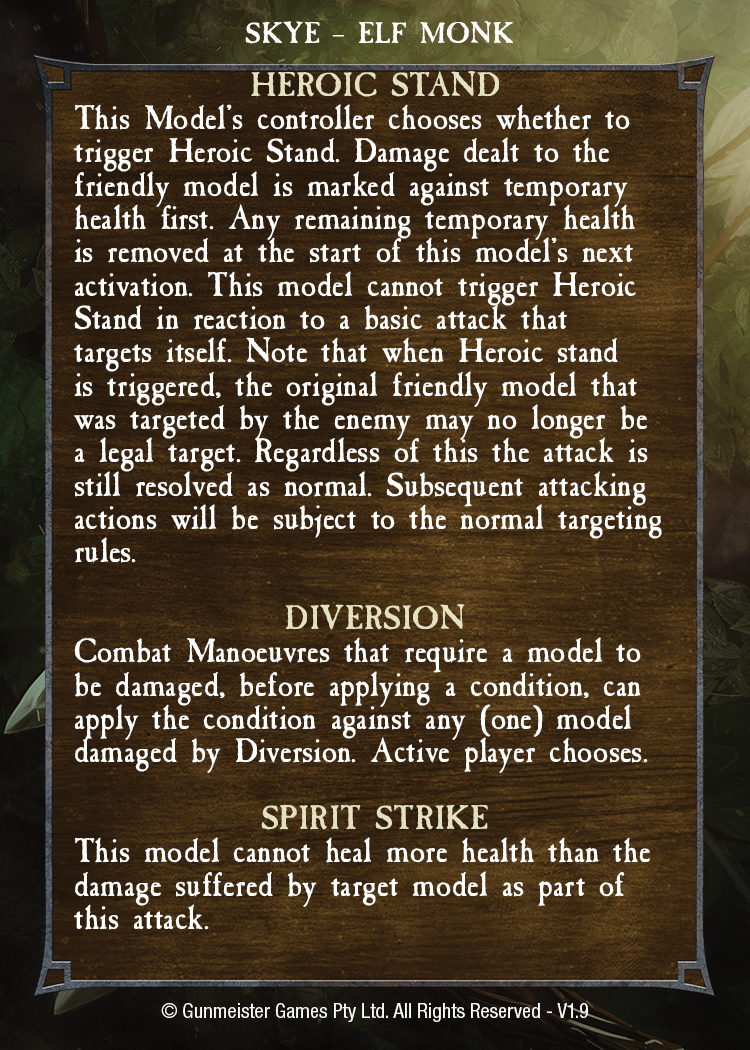 SKYE – ELF MONK
HEROIC STAND
This Model's controller chooses whether to
trigger Heroic Stand. Damage dealt to the
friendly model is marked against temporary
health first. Any remaining temporary health
is removed at the start of this model's next
activation. This model cannot trigger Heroic
Stand in reaction to a basic attack that
targets itself. Note that when Heroic stand
is triggered, the original friendly model that
was targeted by the enemy may no longer be
a legal target. Regardless of this the attack is
still resolved as normal. Subsequent attacking
actions will be subject to the normal targeting
rules.
DIVERSION
Combat Manoeuvres that require a model to
be damaged, before applying a condition, can
apply the condition against any (one) model
damaged by Diversion. Active player chooses.
SPIRIT STRIKE
This model cannot heal more health than the
damage suffered by target model as part of
this attack.
© Gunmeister Games Pty Ltd. All Rights Reserved - V1.9